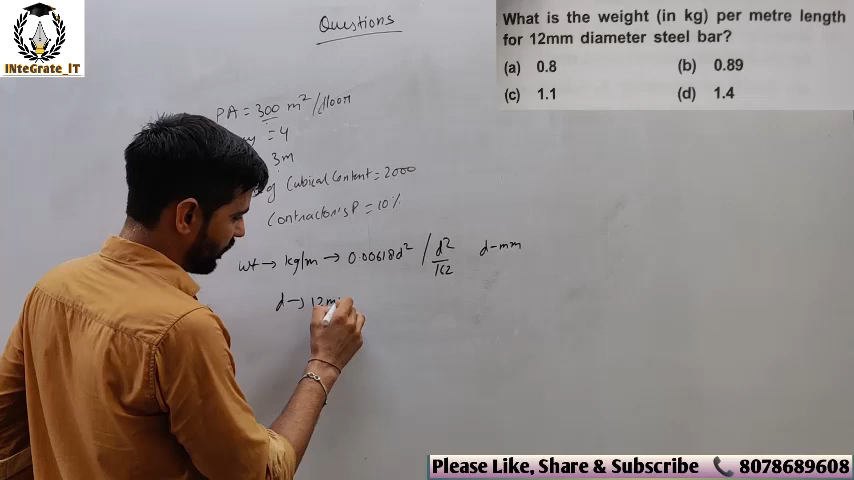 INteGrate_IT
Questions
What is the weight (in kg) per metre length
for 12mm diameter steel bar?
(a) 0.8 (b) 0.89
(c) 1.1 (d) 1.4
PA = 300 m²/floor
= 4
3m
Cubical Content = 2000
Contractor's P = 10%
wt → kg/m → 0.00618d² / d²/162 d-mm
d → 12m
Please Like, Share & Subscribe 8078689608